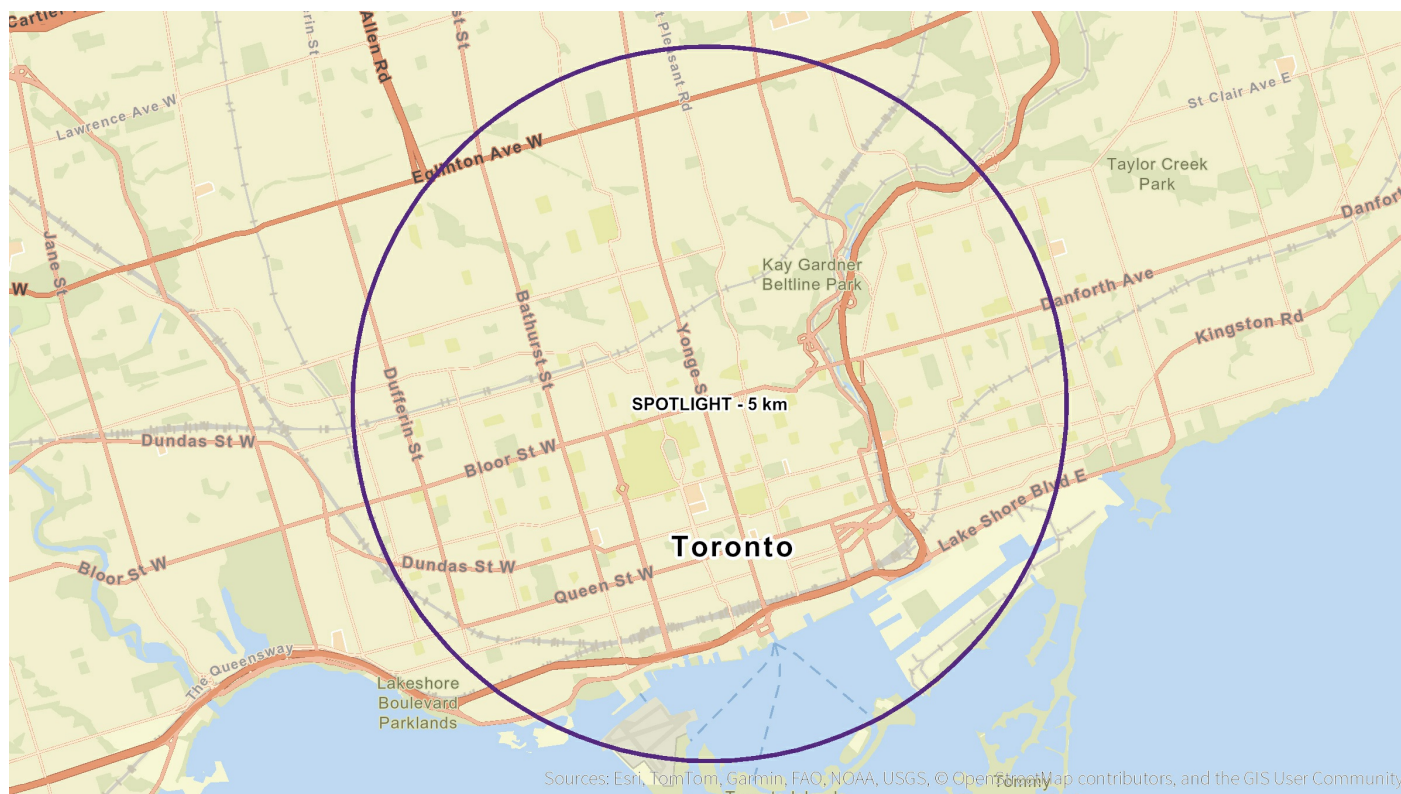 Cartier
Allen Rd
Pleasant Rd
Lawrence Ave W
St Clair Ave E
Eglinton Ave W
Taylor Creek
Park
Jane St
W
Kay Gardner
Beltline Park
Danforth
Danforth Ave
Kingston Rd
Bathurst St
Yonge S
Dufferin St
SPOTLIGHT - 5 km
Dundas St W
Bloor St W
Lake Shore Blvd E
Toronto
Bloor St W
Dundas St W
Queen St W
The Queensway
Lakeshore
Boulevard
Parklands
Sources: Esri, TomTom, Garmin, FAO, NOAA, USGS, © OpenStreetMap contributors, and the GIS User Community
Tommy